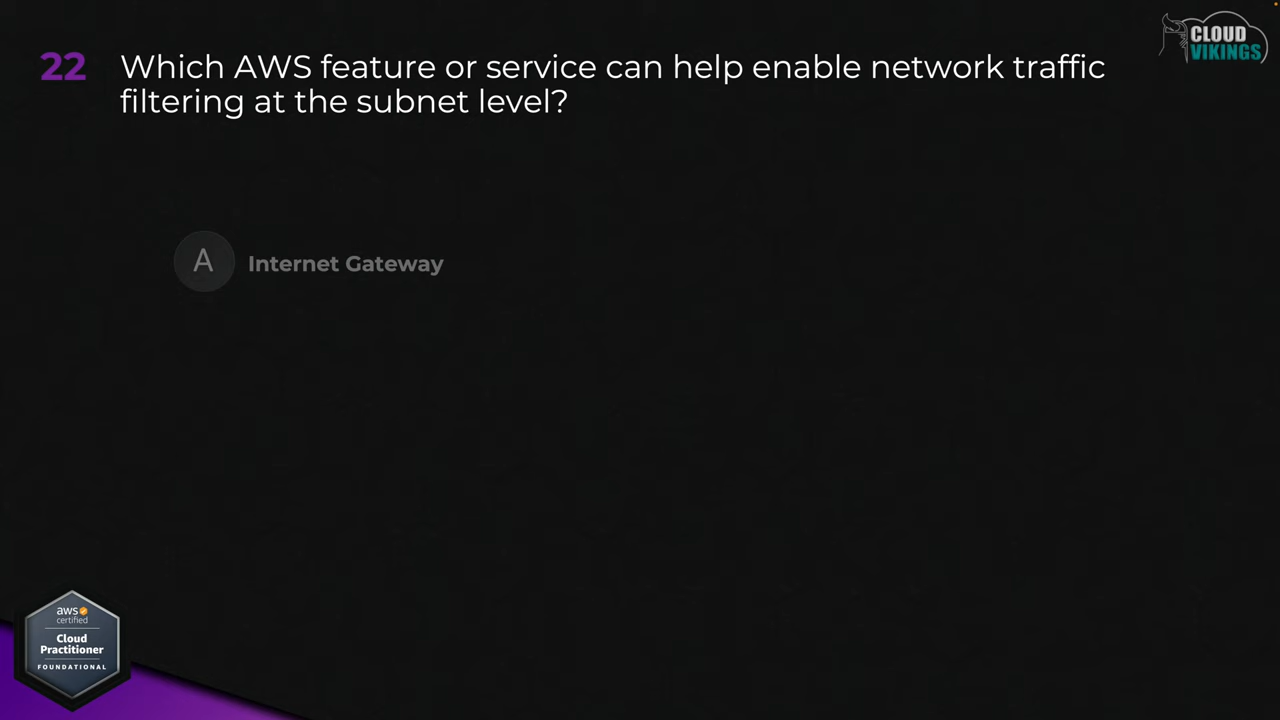 CLOUD
VIKINGS
22 Which AWS feature or service can help enable network traffic
filtering at the subnet level?
A Internet Gateway
aws
certified
Cloud
Practitioner
FOUNDATIONAL